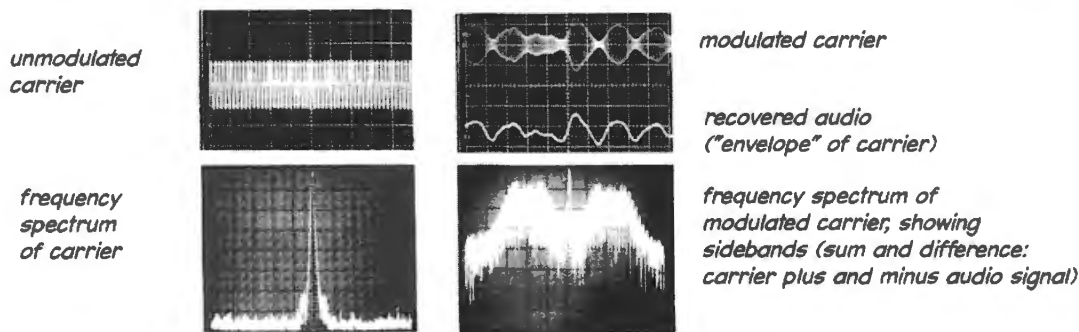 unmodulated
carrier
modulated carrier
recovered audio
("envelope" of carrier)
frequency
spectrum
of carrier
frequency spectrum of
modulated carrier, showing
sidebands (sum and difference:
carrier plus and minus audio signal)